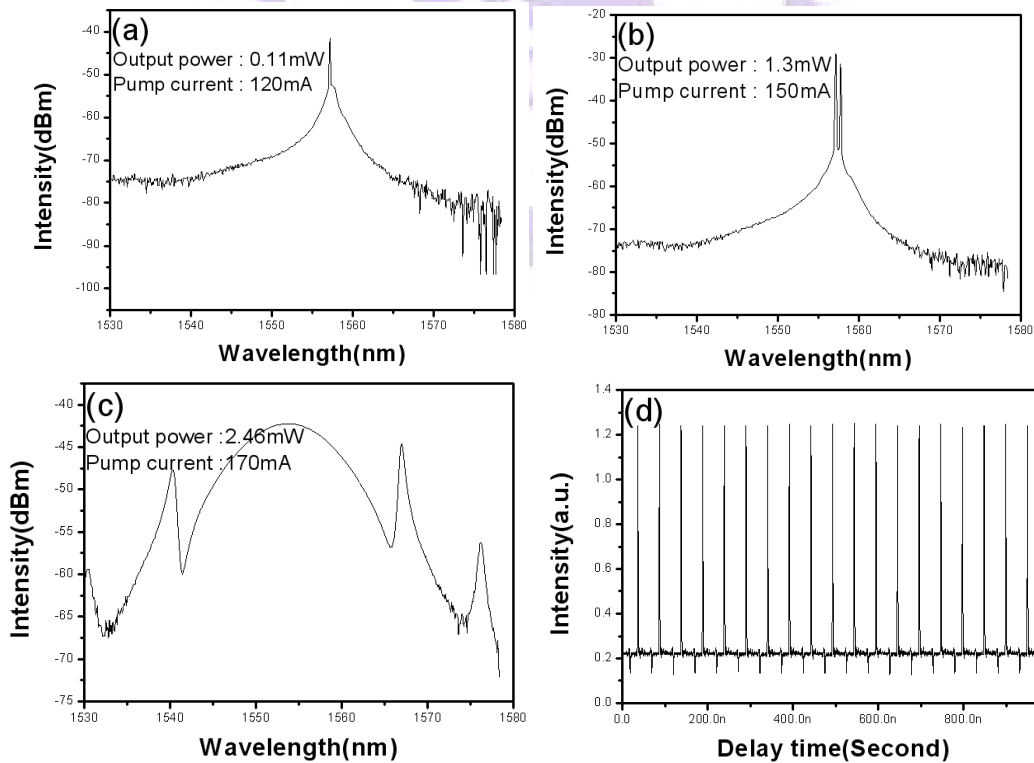 (a)
Output power : 0.11mW
Pump current : 120mA
-40
-50
-60
-70
-80
-90
-100
Intensity(dBm)
1530 1540 1550 1560 1570 1580
Wavelength(nm)
(b)
Output power : 1.3mW
Pump current : 150mA
-20
-30
-40
-50
-60
-70
-80
-90
Intensity(dBm)
1530 1540 1550 1560 1570 1580
Wavelength(nm)
(c)
Output power :2.46mW
Pump current :170mA
-40
-45
-50
-55
-60
-65
-70
-75
Intensity(dBm)
1530 1540 1550 1560 1570 1580
Wavelength(nm)
(d)
1.4
1.2
1.0
0.8
0.6
0.4
0.2
0.0
Intensity(a.u.)
0.0 200.0n 400.0n 600.0n 800.0n
Delay time(Second)